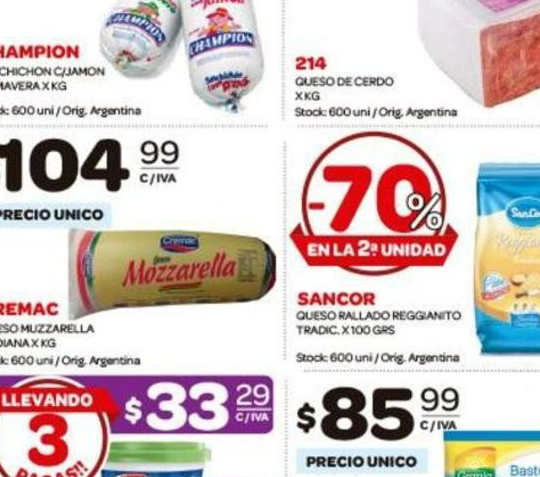 CHAMPION
CHAMPION
HAMPION
CHICHON C/JAMON
MAVERA X KG
k: 600 uni / Orig. Argentina
214
QUESO DE CERDO
X KG
Stock: 600 uni / Orig. Argentina
104 99
C/IVA
PRECIO UNICO
Cremac
Mozzarella
REMAC
ESO MUZZARELLA
DIANA X KG
k: 600 uni / Orig. Argentina
-70%
EN LA 2ª UNIDAD
SanCor
SANCOR
QUESO RALLADO REGGIANITO
TRADIC. X 100 GRS
Stock: 600 uni / Orig. Argentina
LLEVANDO
3
PAGAS!!
$33 29
C/IVA
$85 99
C/IVA
PRECIO UNICO